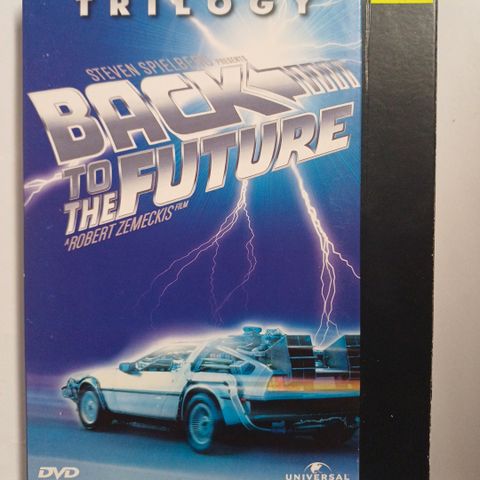 TRILOGY
STEVEN SPIELBERG PRESENTS
BACK
TO
THE FUTURE
A ROBERT ZEMECKIS FILM
DVD
UNIVERSAL